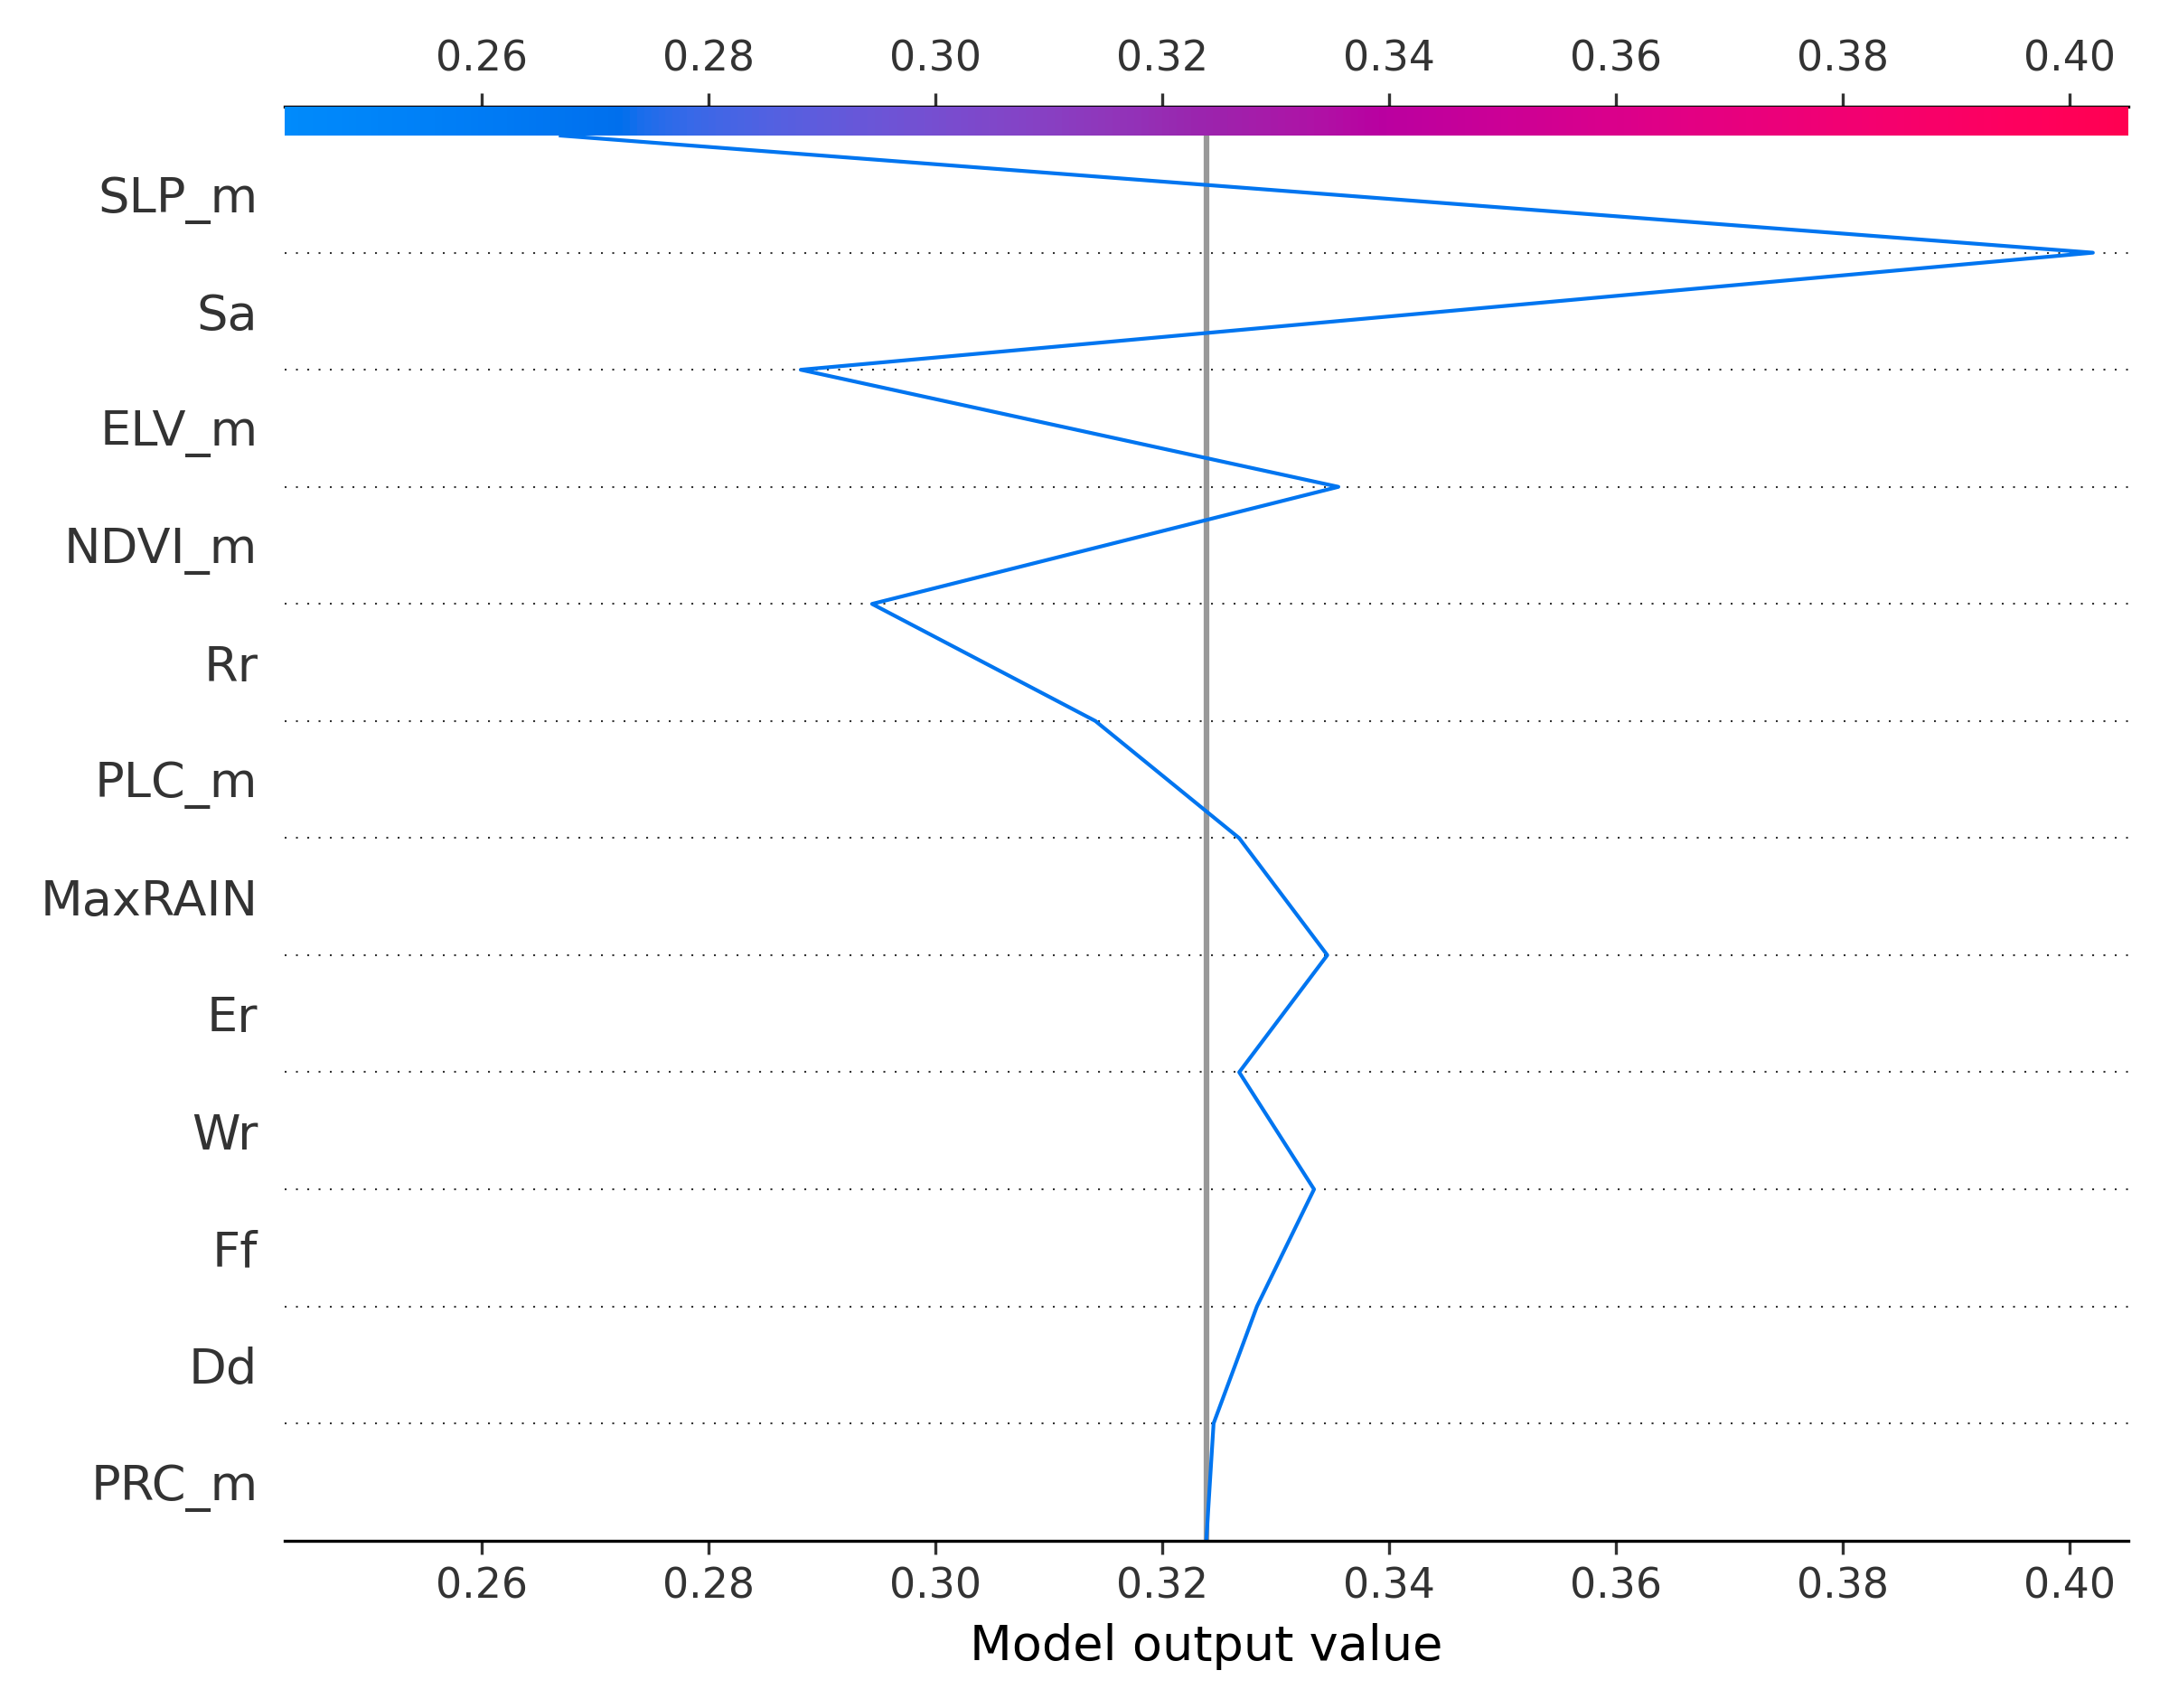 0.26 0.28 0.30 0.32 0.34 0.36 0.38 0.40
SLP_m
Sa
ELV_m
NDVI_m
Rr
PLC_m
MaxRAIN
Er
Wr
Ff
Dd
PRC_m
0.26 0.28 0.30 0.32 0.34 0.36 0.38 0.40
Model output value